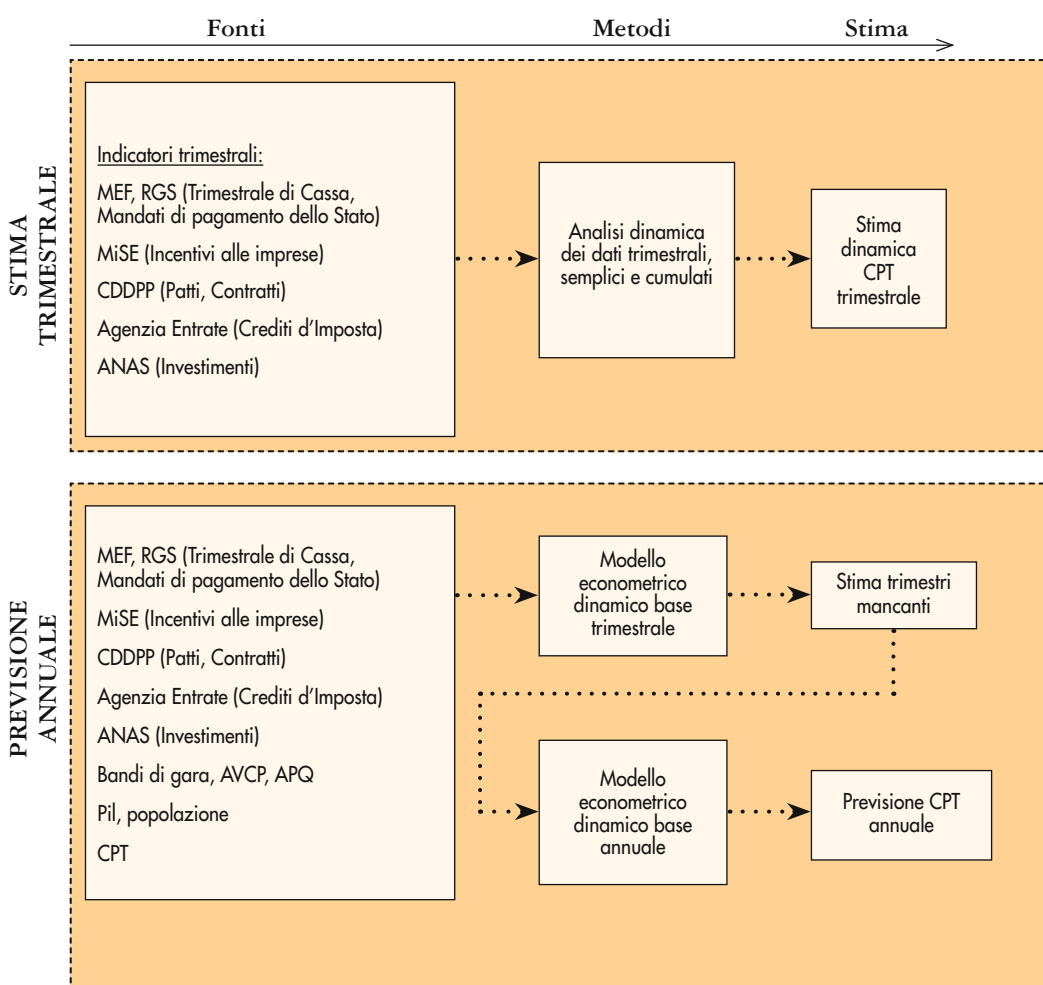 Fonti
Metodi
Stima
STIMA
TRIMESTRALE
Indicatori trimestrali:
MEF, RGS (Trimestrale di Cassa,
Mandati di pagamento dello Stato)
MiSE (Incentivi alle imprese)
CDDPP (Patti, Contratti)
Agenzia Entrate (Crediti d'Imposta)
ANAS (Investimenti)
Analisi dinamica
dei dati trimestrali,
semplici e cumulati
Stima
dinamica
CPT
trimestrale
PREVISIONE
ANNUALE
MEF, RGS (Trimestrale di Cassa,
Mandati di pagamento dello Stato)
MiSE (Incentivi alle imprese)
CDDPP (Patti, Contratti)
Agenzia Entrate (Crediti d'Imposta)
ANAS (Investimenti)
Bandi di gara, AVCP, APQ
Pil, popolazione
CPT
Modello
econometrico
dinamico base
trimestrale
Stima trimestri
mancanti
Modello
econometrico
dinamico base
annuale
Previsione CPT
annuale